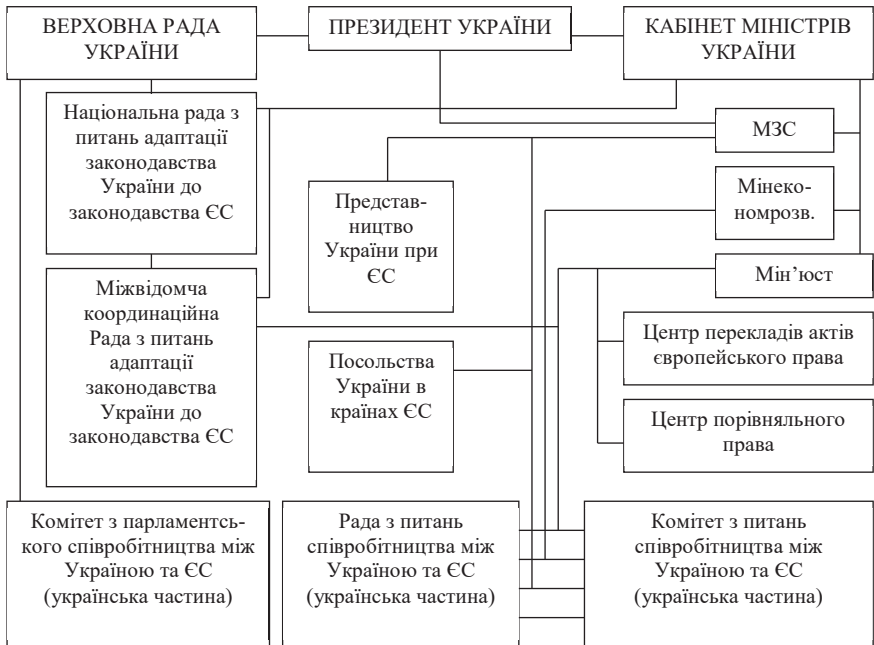 ВЕРХОВНА РАДА
УКРАЇНИ
ПРЕЗИДЕНТ УКРАЇНИ
КАБІНЕТ МІНІСТРІВ
УКРАЇНИ
Національна рада з
питань адаптації
законодавства
України до
законодавства ЄС
МЗС
Представ-
ництво
України при
ЄС
Мінеко-
номрозв.
Міжвідомча
координаційна
Рада з питань
адаптації
законодавства
України до
законодавства ЄС
Мін’юст
Центр перекладів актів
європейського права
Посольства
України в
країнах ЄС
Центр порівняльного
права
Комітет з парламентсь-
кого співробітництва між
Україною та ЄС
(українська частина)
Рада з питань
співробітництва між
Україною та ЄС
(українська частина)
Комітет з питань
співробітництва між
Україною та ЄС
(українська частина)